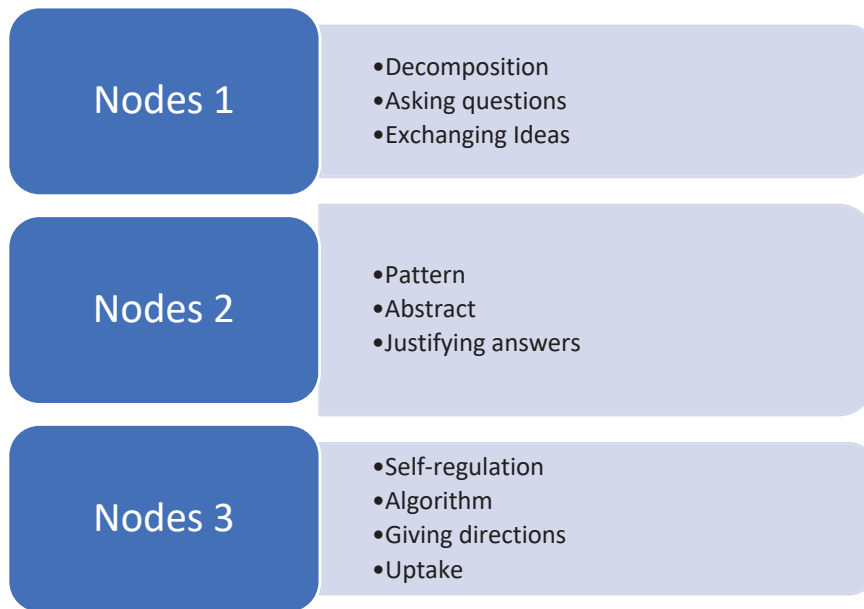 Nodes 1
•Decomposition
•Asking questions
•Exchanging Ideas
Nodes 2
•Pattern
•Abstract
•Justifying answers
Nodes 3
•Self-regulation
•Algorithm
•Giving directions
•Uptake